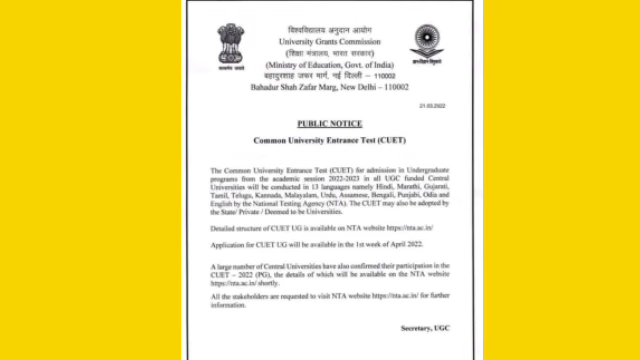 विश्वविद्यालय अनुदान आयोग
University Grants Commission
(शिक्षा मंत्रालय, भारत सरकार)
(Ministry of Education, Govt. of India)
बहादुरशाह ज़फ़र मार्ग, नई दिल्ली – 110002
Bahadur Shah Zafar Marg, New Delhi – 110002
सत्यमेव जयते
ज्ञान-विज्ञान विमुक्तये
21.03.2022
PUBLIC NOTICE
Common University Entrance Test (CUET)
The Common University Entrance Test (CUET) for admission in Undergraduate
programs from the academic session 2022-2023 in all UGC funded Central
Universities will be conducted in 13 languages namely Hindi, Marathi, Gujarati,
Tamil, Telugu, Kannada, Malayalam, Urdu, Assamese, Bengali, Punjabi, Odia and
English by the National Testing Agency (NTA). The CUET may also be adopted by
the State/ Private / Deemed to be Universities.
Detailed structure of CUET UG is available on NTA website https://nta.ac.in/
Application for CUET UG will be available in the 1st week of April 2022.
A large number of Central Universities have also confirmed their participation in the
CUET – 2022 (PG), the details of which will be available on the NTA website
https://nta.ac.in/ shortly.
All the stakeholders are requested to visit NTA website https://nta.ac.in/ for further
information.
Secretary, UGC